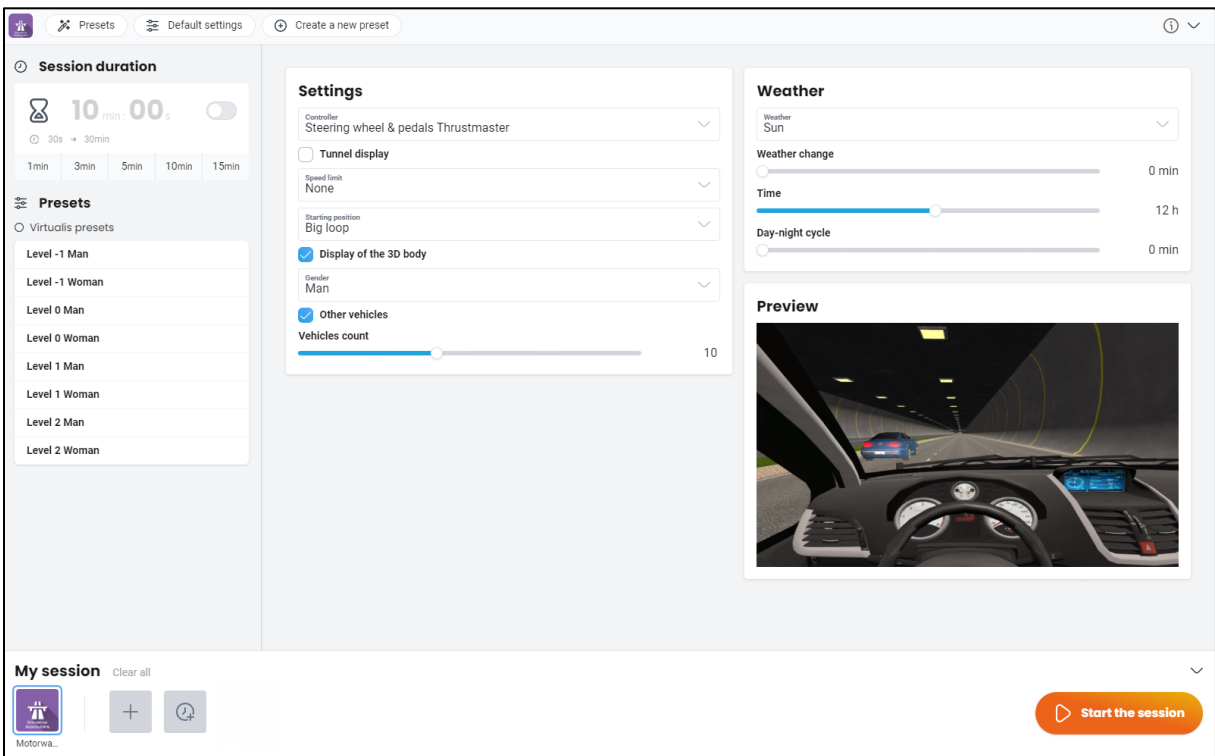 Presets
Default settings
Create a new preset
Session duration
10 min : 00 s
30s → 30min
1min 3min 5min 10min 15min
Presets
Virtualis presets
Level -1 Man
Level -1 Woman
Level 0 Man
Level 0 Woman
Level 1 Man
Level 1 Woman
Level 2 Man
Level 2 Woman
Settings
Controller
Steering wheel & pedals Thrustmaster
Tunnel display
Speed limit
None
Starting position
Big loop
Display of the 3D body
Gender
Man
Other vehicles
Vehicles count
10
Weather
Weather
Sun
Weather change
0 min
Time
12 h
Day-night cycle
0 min
Preview
My session Clear all
Motorwa...
Start the session